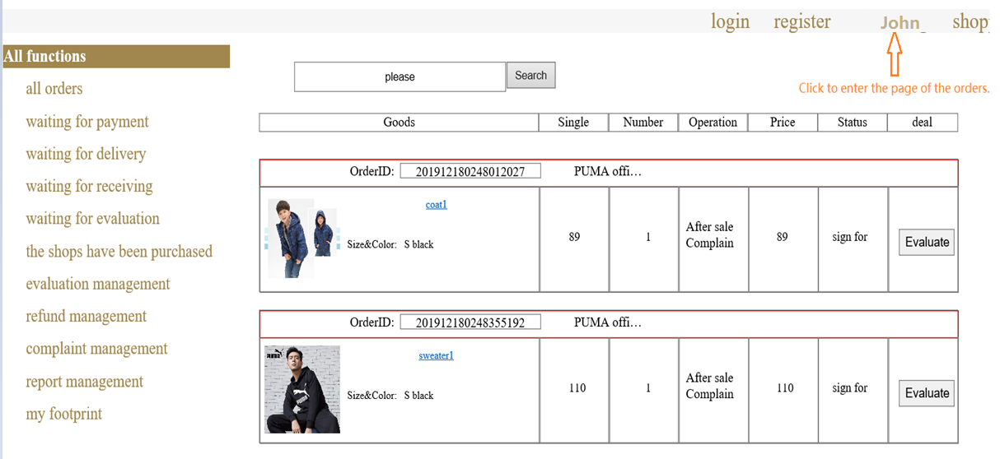 login register John shop
All functions
please Search
Click to enter the page of the orders.
all orders
waiting for payment
waiting for delivery
waiting for receiving
waiting for evaluation
the shops have been purchased
evaluation management
refund management
complaint management
report management
my footprint
Goods Single Number Operation Price Status deal
OrderID: 201912180248012027 PUMA offi…
coat1
Size&Color: S black
89 1 After sale 89 sign for Evaluate
Complain
OrderID: 201912180248355192 PUMA offi…
PUMA
sweater1
Size&Color: S black
110 1 After sale 110 sign for Evaluate
Complain
PUMA